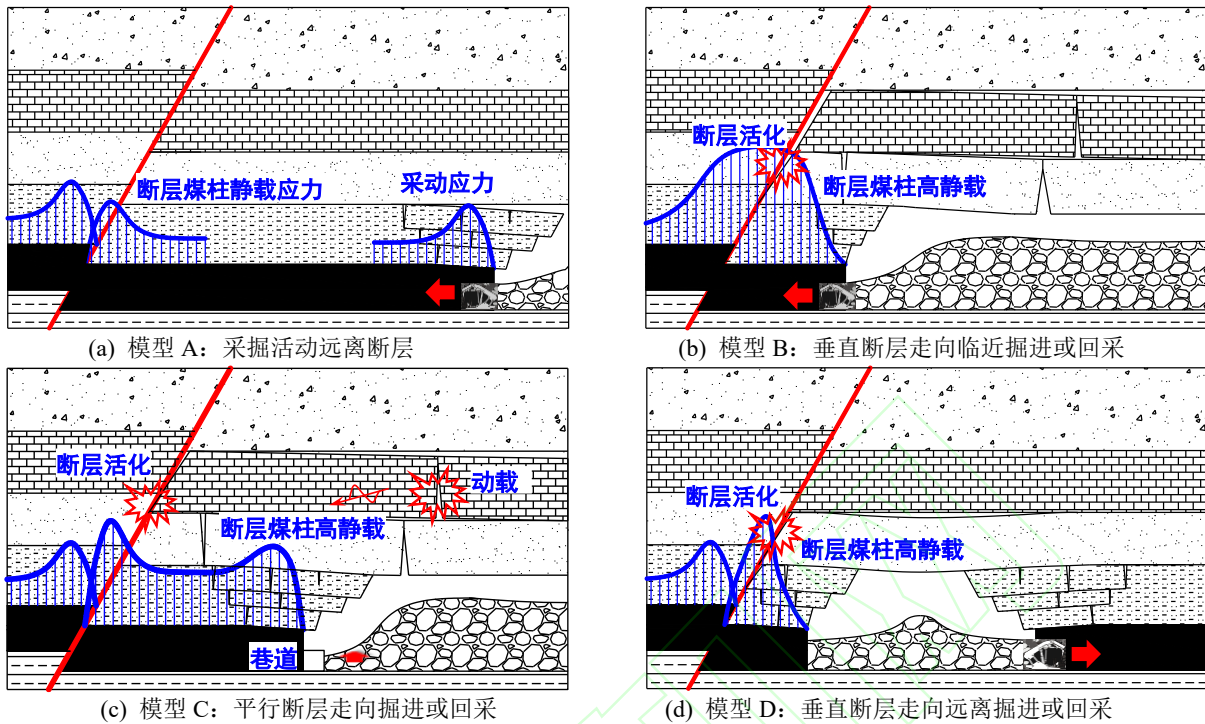 断层煤柱静载应力
采动应力
(a) 模型 A：采掘活动远离断层
断层活化
断层煤柱高静载
(b) 模型 B：垂直断层走向临近掘进或回采
断层活化
动载
断层煤柱高静载
巷道
(c) 模型 C：平行断层走向掘进或回采
断层活化
断层煤柱高静载
(d) 模型 D：垂直断层走向远离掘进或回采